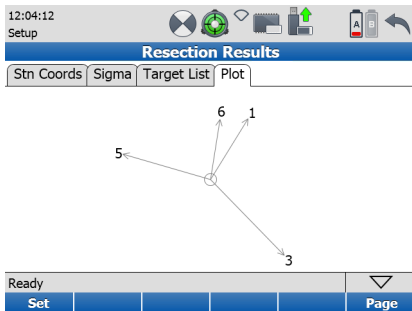 12:04:12
Setup
A
B
Resection Results
Stn Coords
Sigma
Target List
Plot
6
1
5
3
Ready
Set
Page